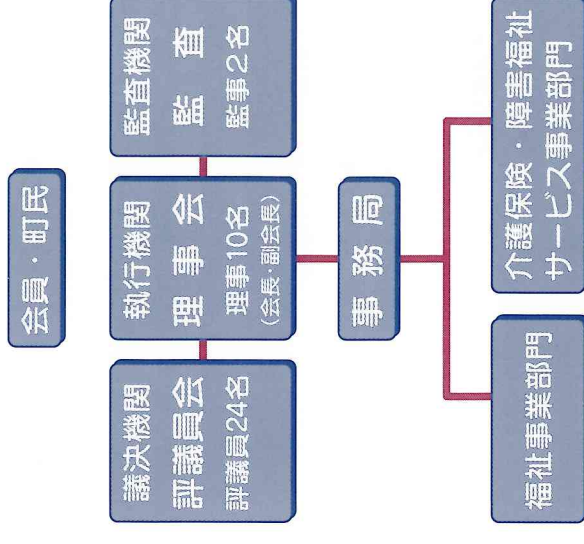 会員・町民
議決機関
評議員会
評議員24名
執行機関
理事会
理事10名
(会長・副会長)
監査機関
監査
監事2名
事務局
福祉事業部門
介護保険・障害福祉
サービス事業部門